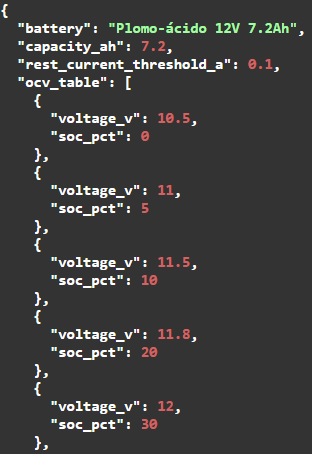 {
  "battery": "Plomo-ácido 12V 7.2Ah",
  "capacity_ah": 7.2,
  "rest_current_threshold_a": 0.1,
  "ocv_table": [
    {
      "voltage_v": 10.5,
      "soc_pct": 0
    },
    {
      "voltage_v": 11,
      "soc_pct": 5
    },
    {
      "voltage_v": 11.5,
      "soc_pct": 10
    },
    {
      "voltage_v": 11.8,
      "soc_pct": 20
    },
    {
      "voltage_v": 12,
      "soc_pct": 30
    },